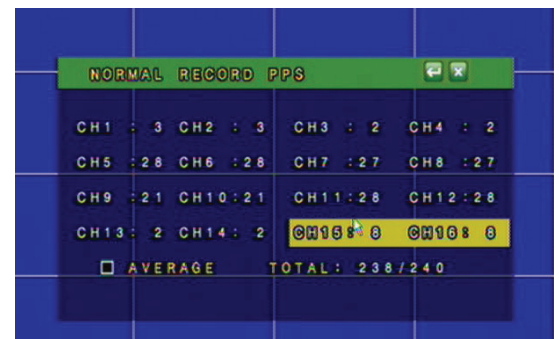 NORMAL RECORD PPS
CH1 : 3 CH2 : 3 CH3 : 2 CH4 : 2
CH5 :28 CH6 :28 CH7 :27 CH8 :27
CH9 :21 CH10:21 CH11:28 CH12:28
CH13: 2 CH14: 2 CH15: 8 CH16: 8
AVERAGE TOTAL: 238/240